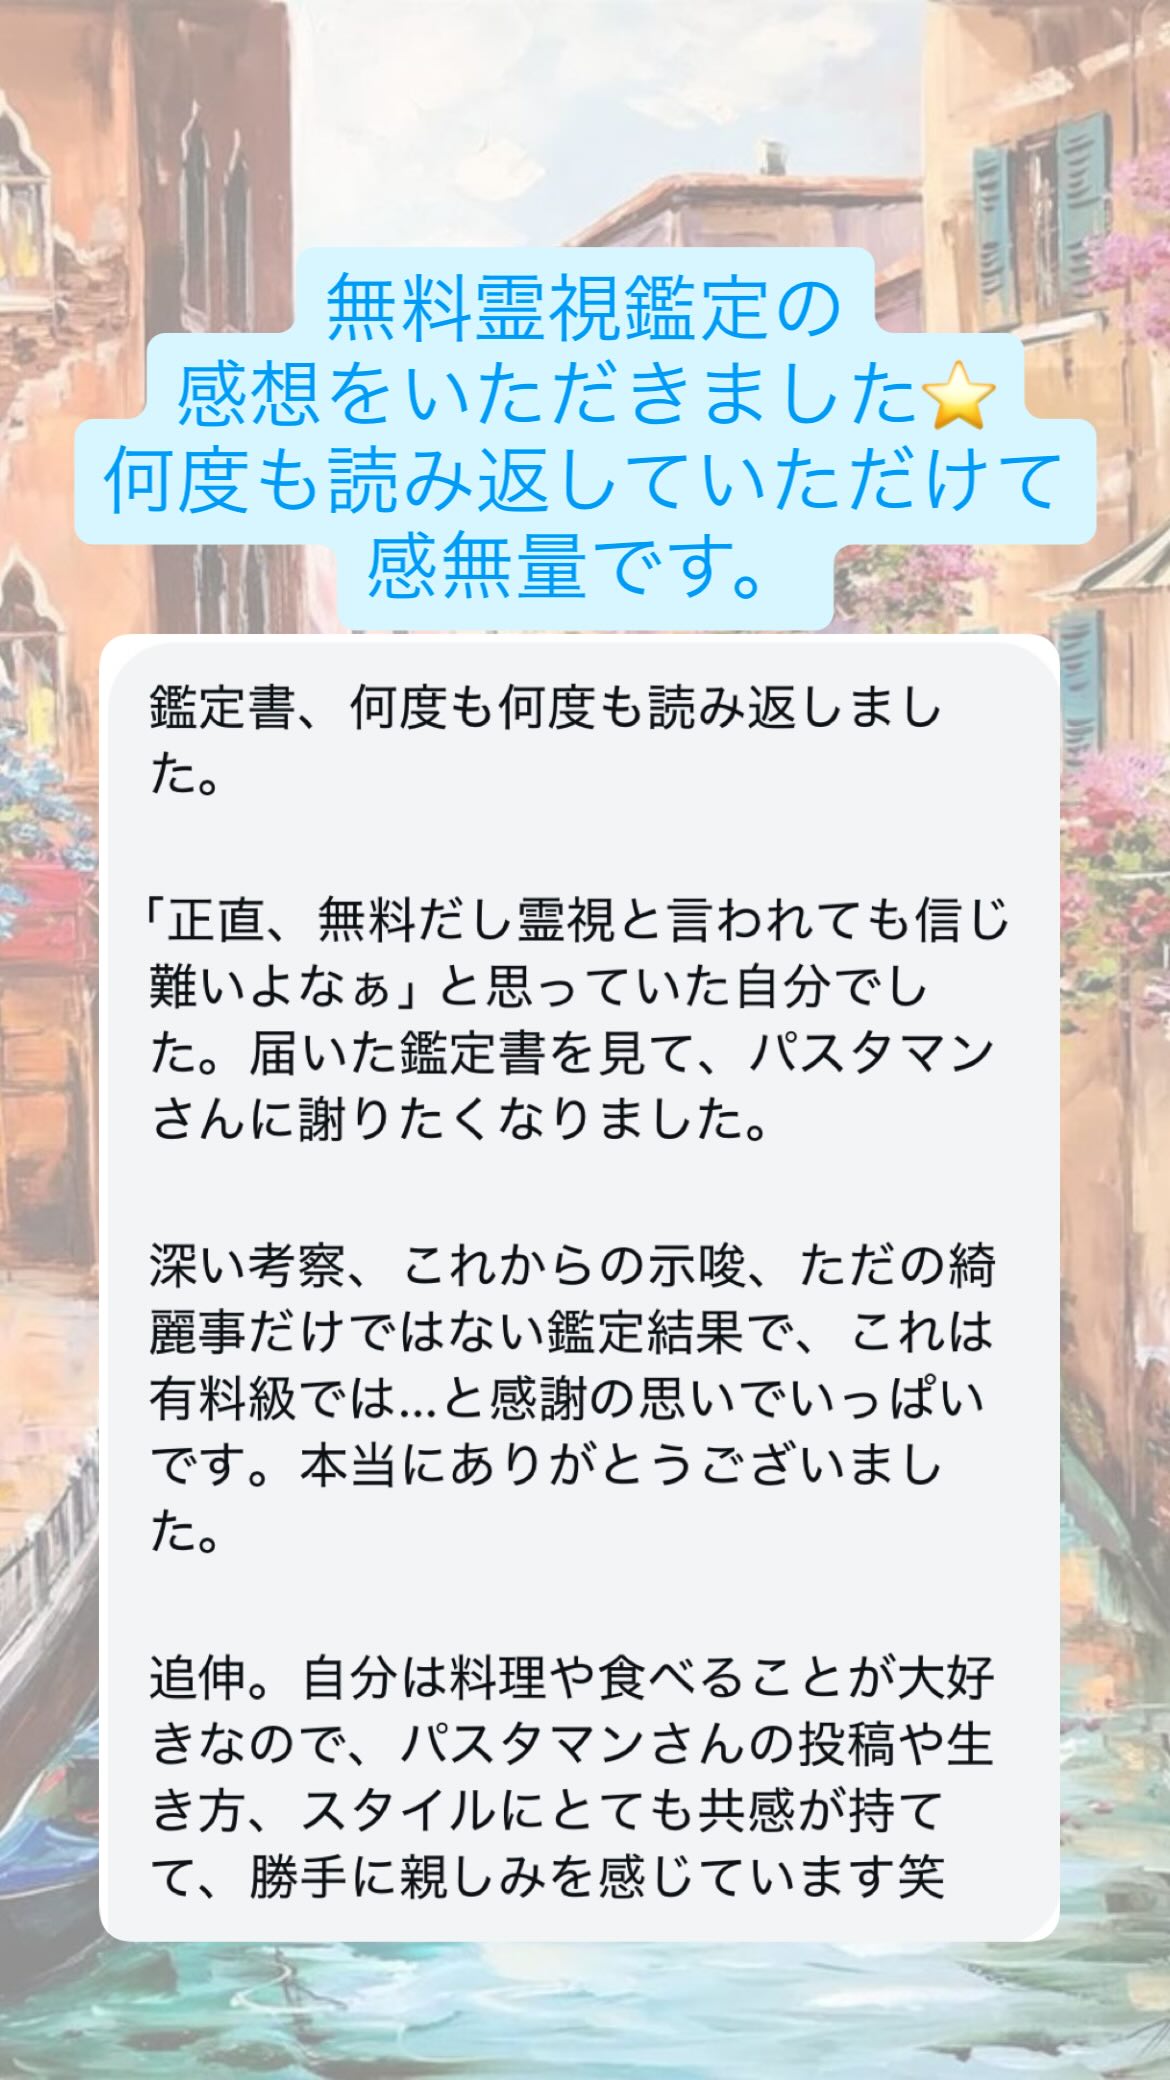 無料霊視鑑定の
感想をいただきました⭐
何度も読み返していただけて
感無量です。
鑑定書、何度も何度も読み返しまし
た。
「正直、無料だし霊視と言われても信じ
難いよなぁ」と思っていた自分でし
た。届いた鑑定書を見て、パスタマン
さんに謝りたくなりました。
深い考察、これからの示唆、ただの綺
麗事だけではない鑑定結果で、これは
有料級では...と感謝の思いでいっぱい
です。本当にありがとうございまし
た。
追伸。自分は料理や食べることが大好
きなので、パスタマンさんの投稿や生
き方、スタイルにとても共感が持て
て、勝手に親しみを感じています笑